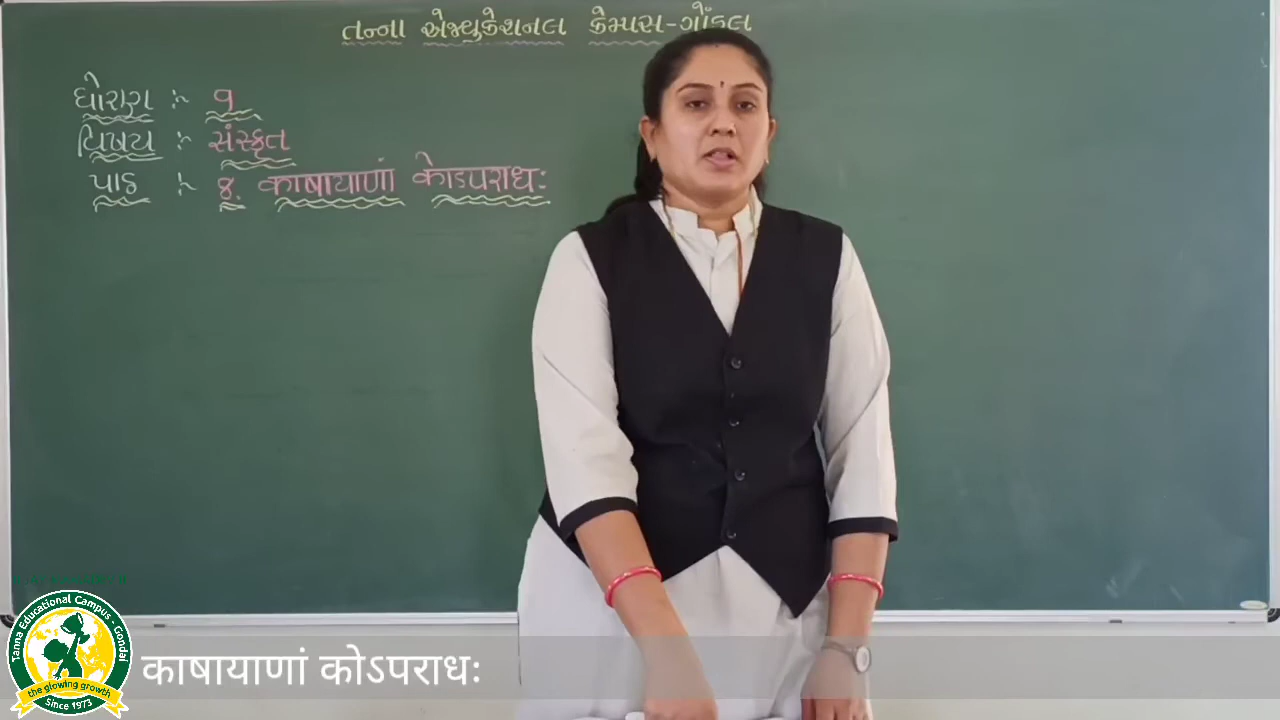 તન્ના એજ્યુકેશનલ કેમ્પસ-ગોંડલ
ધોરણ :- ૧
વિષય :- સંસ્કૃત
પાઠ :- ૪. काषायाणां कोऽपराधः
Tanna Educational Campus - Gondal
the glowing growth
Since 1973
काषायाणां कोऽपराधः